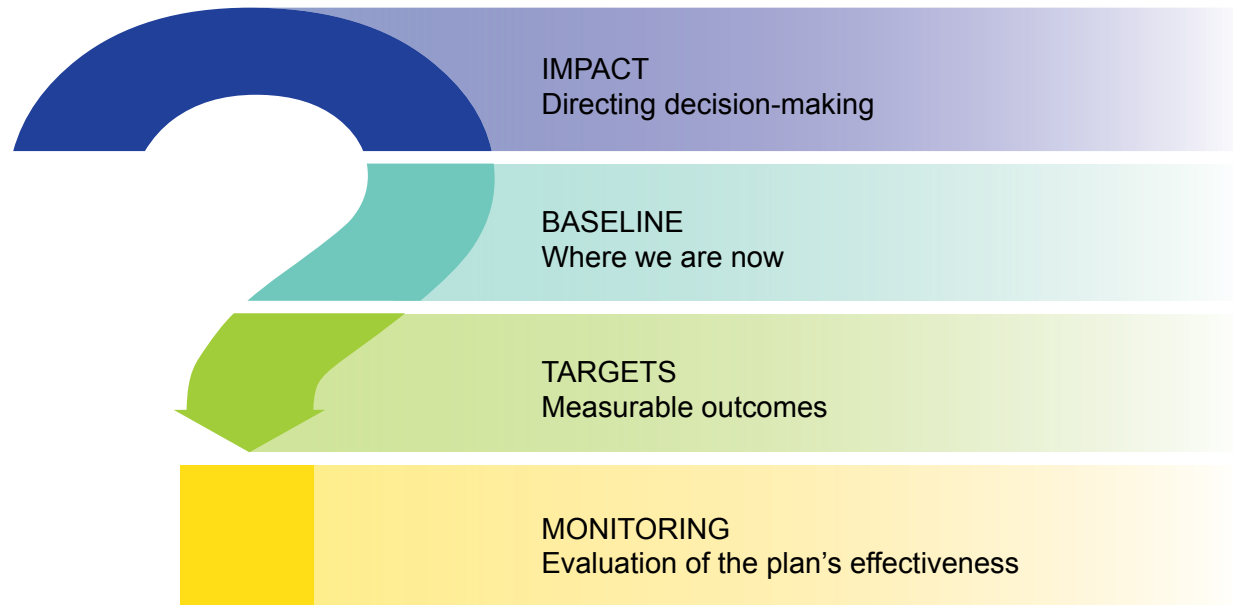 IMPACT
Directing decision-making
BASELINE
Where we are now
TARGETS
Measurable outcomes
MONITORING
Evaluation of the plan’s effectiveness